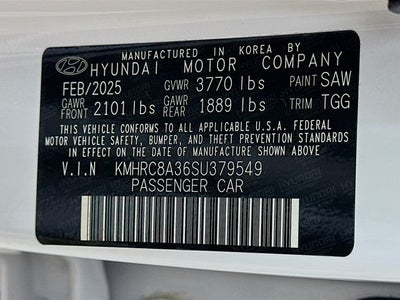 MANUFACTURED IN KOREA BY
HYUNDAI MOTOR COMPANY
FEB/2025 GVWR 3770 lbs PAINT SAW
GAWR FRONT 2101 lbs GAWR REAR 1889 lbs TRIM TGG
THIS VEHICLE CONFORMS TO ALL APPLICABLE U.S.A. FEDERAL
MOTOR VEHICLE SAFETY, BUMPER, AND THEFT PREVENTION STANDARDS
IN EFFECT ON THE DATE OF MANUFACTURE SHOWN ABOVE.
V.I.N KMHRC8A36SU379549
PASSENGER CAR